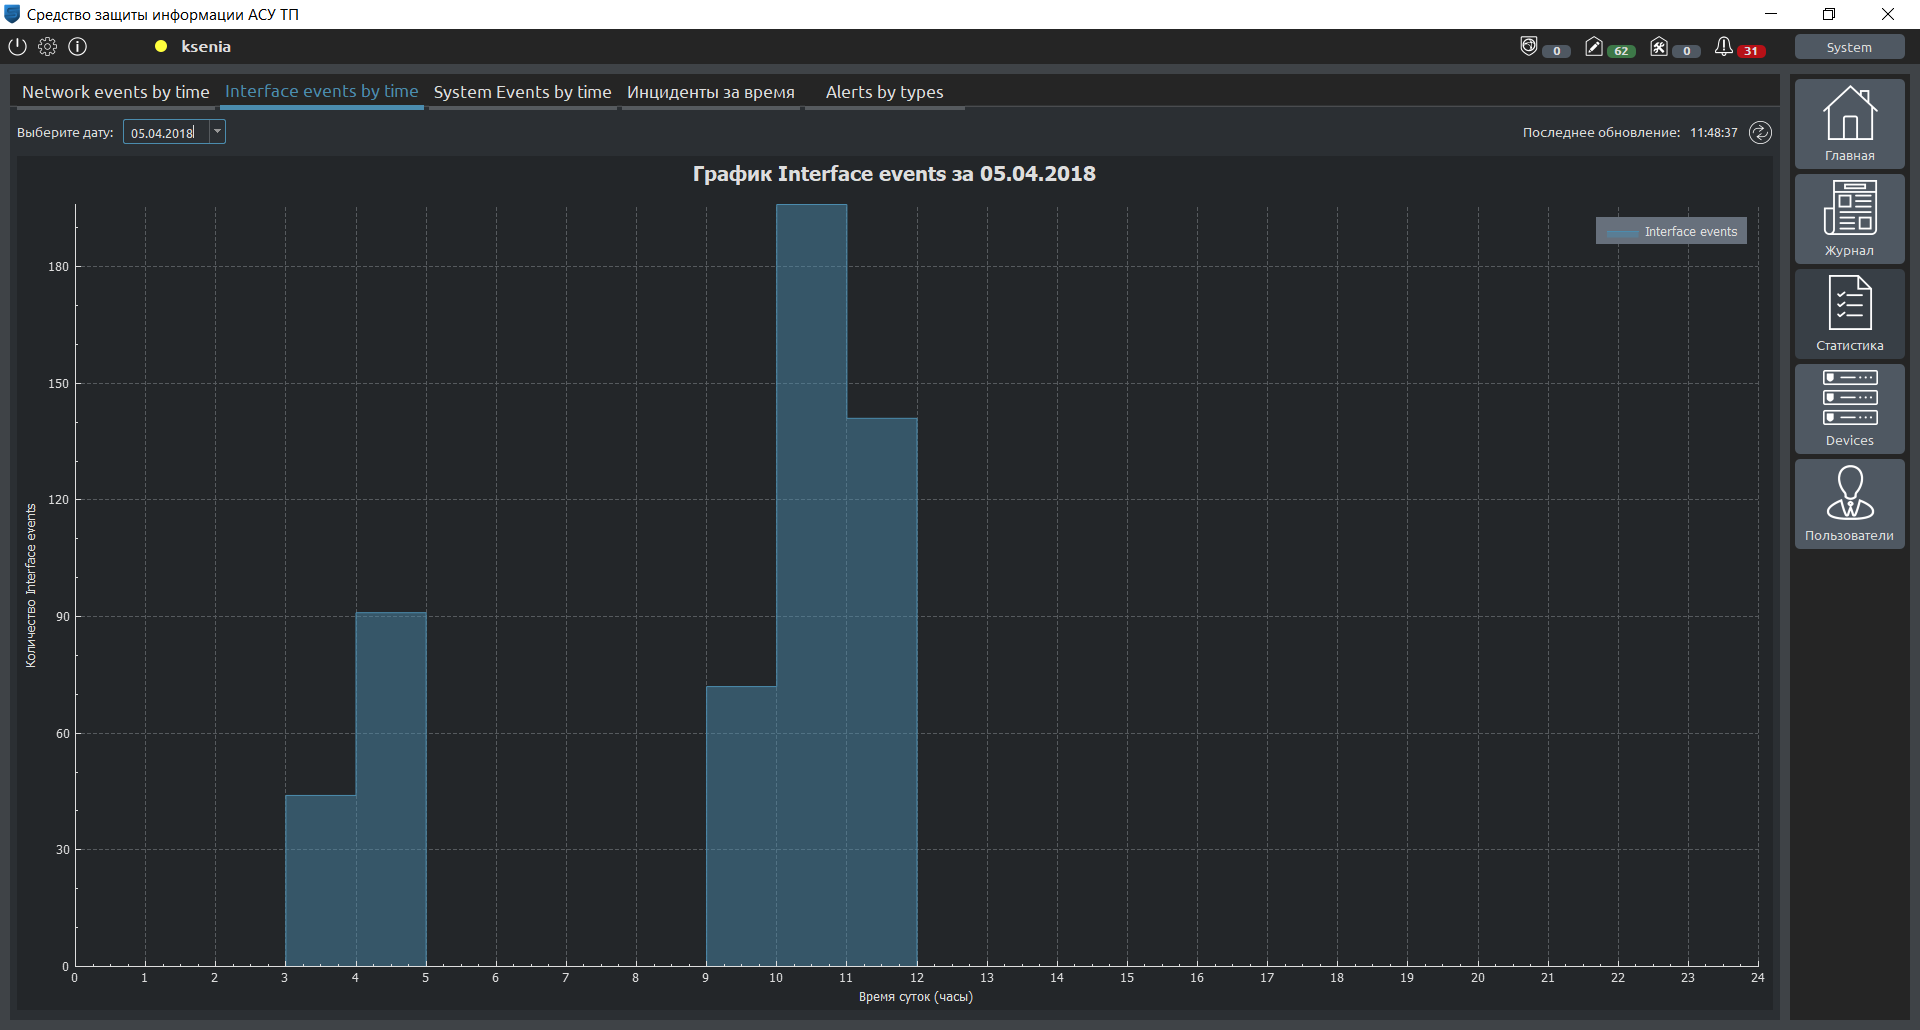 Средство защиты информации АСУ ТП
ksenia
0
62
0
31
System
Network events by time
Interface events by time
System Events by time
Инциденты за время
Alerts by types
Выберите дату: 05.04.2018
Последнее обновление: 11:48:37
График Interface events за 05.04.2018
Interface events
Количество Interface events
180
150
120
90
60
30
0
0 1 2 3 4 5 6 7 8 9 10 11 12 13 14 15 16 17 18 19 20 21 22 23 24
Время суток (часы)
Главная
Журнал
Статистика
Devices
Пользователи